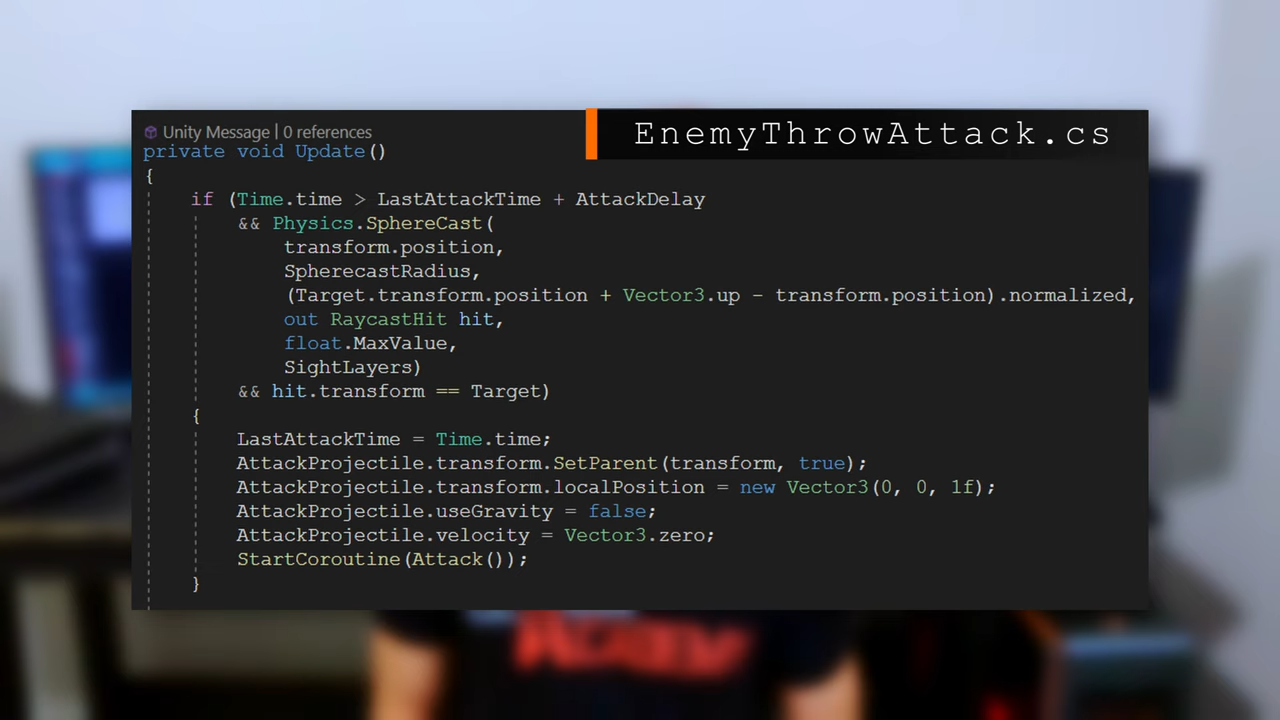 EnemyThrowAttack.cs
Unity Message | 0 references
private void Update()
{
if (Time.time > LastAttackTime + AttackDelay
&& Physics.SphereCast(
transform.position,
SpherecastRadius,
(Target.transform.position + Vector3.up - transform.position).normalized,
out RaycastHit hit,
float.MaxValue,
SightLayers)
&& hit.transform == Target)
{
LastAttackTime = Time.time;
AttackProjectile.transform.SetParent(transform, true);
AttackProjectile.transform.localPosition = new Vector3(0, 0, 1f);
AttackProjectile.useGravity = false;
AttackProjectile.velocity = Vector3.zero;
StartCoroutine(Attack());
}